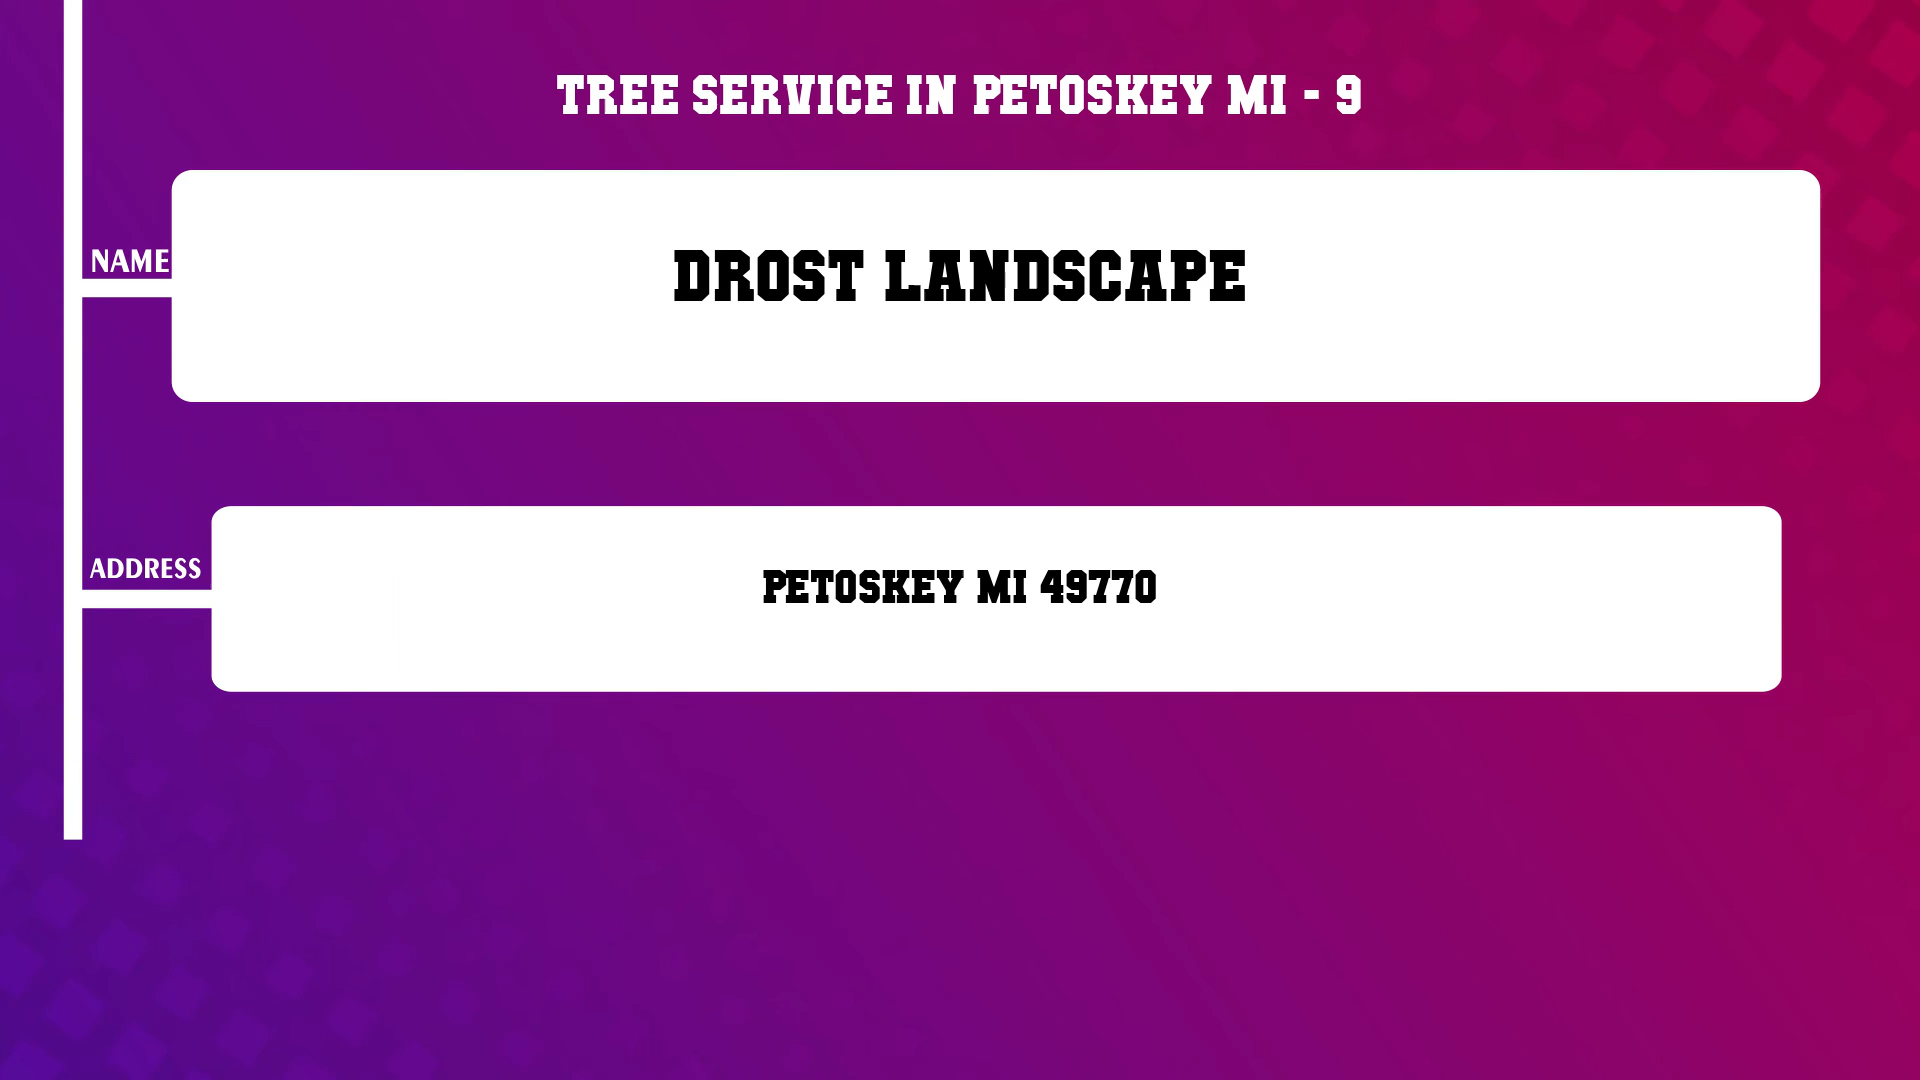 TREE SERVICE IN PETOSKEY MI - 9
NAME
DROST LANDSCAPE
ADDRESS
PETOSKEY MI 49770